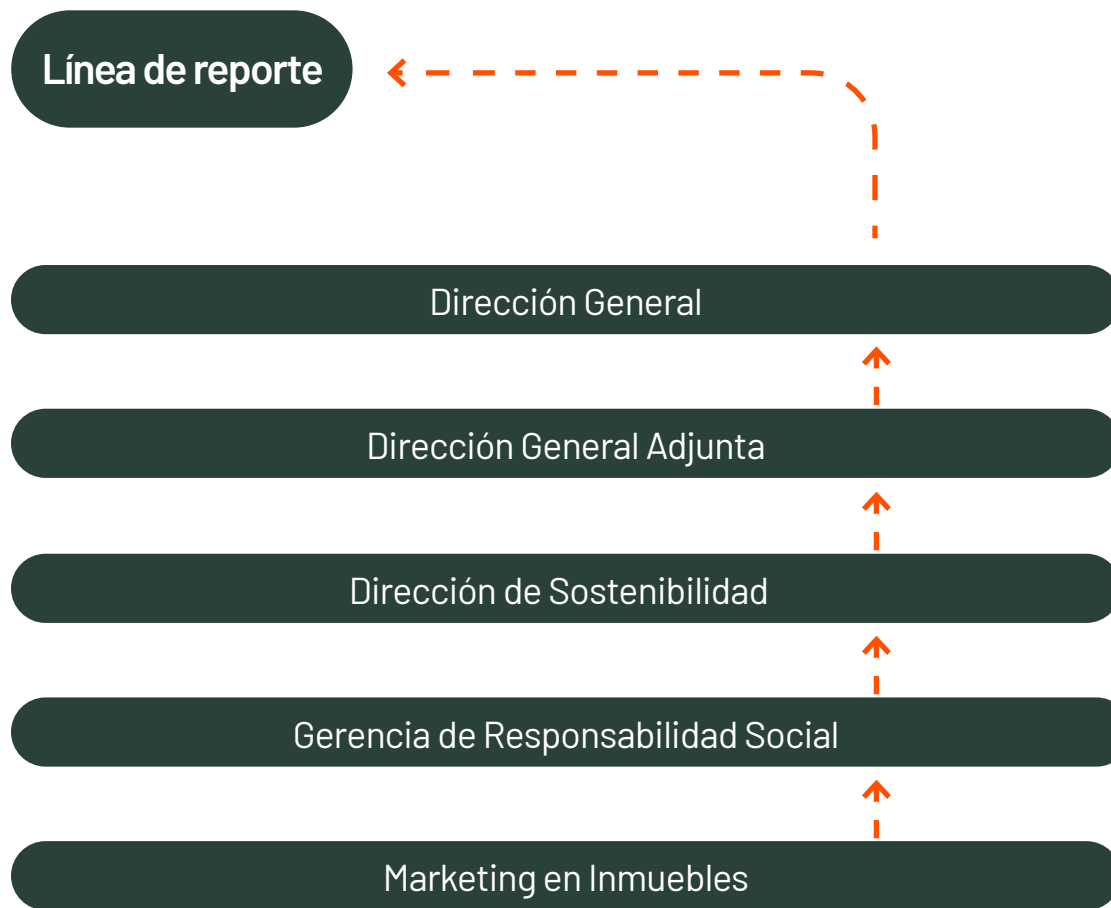 Línea de reporte
Dirección General
Dirección General Adjunta
Dirección de Sostenibilidad
Gerencia de Responsabilidad Social
Marketing en Inmuebles